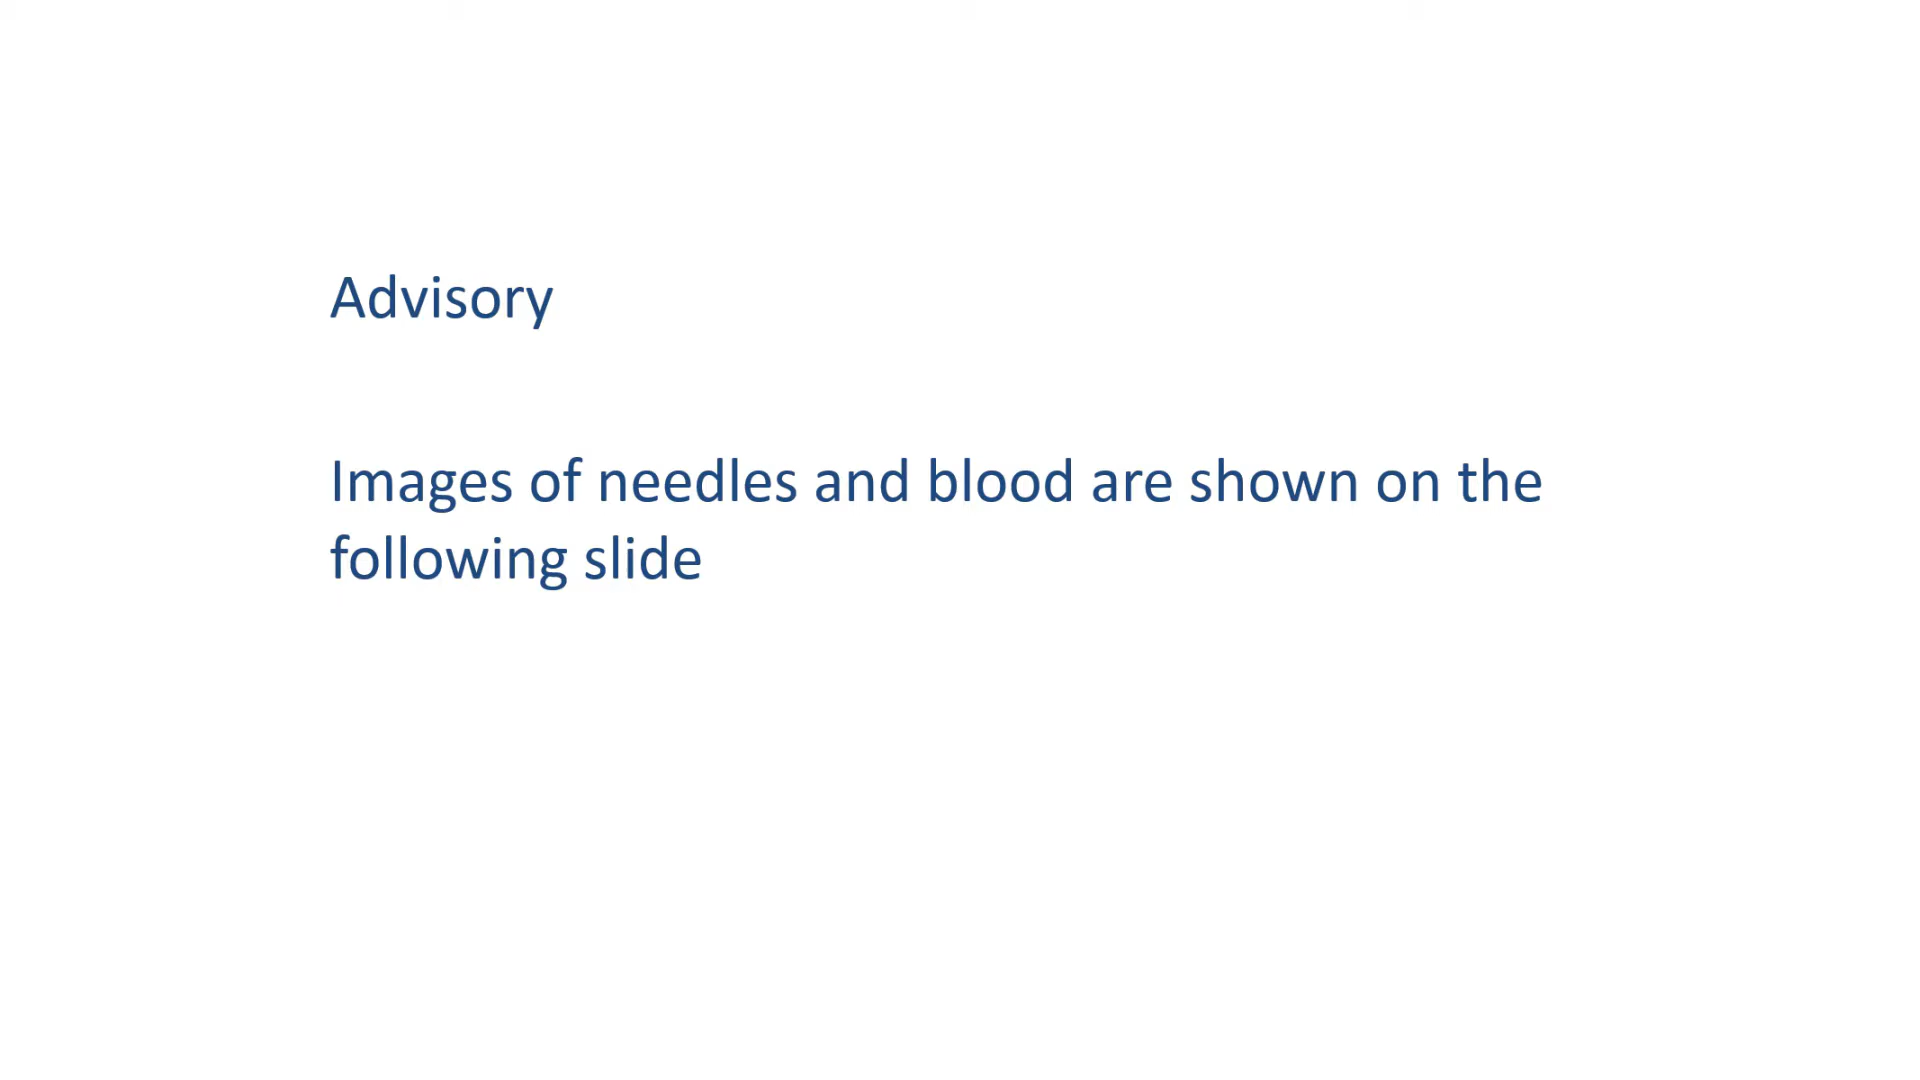 Advisory
Images of needles and blood are shown on the
following slide